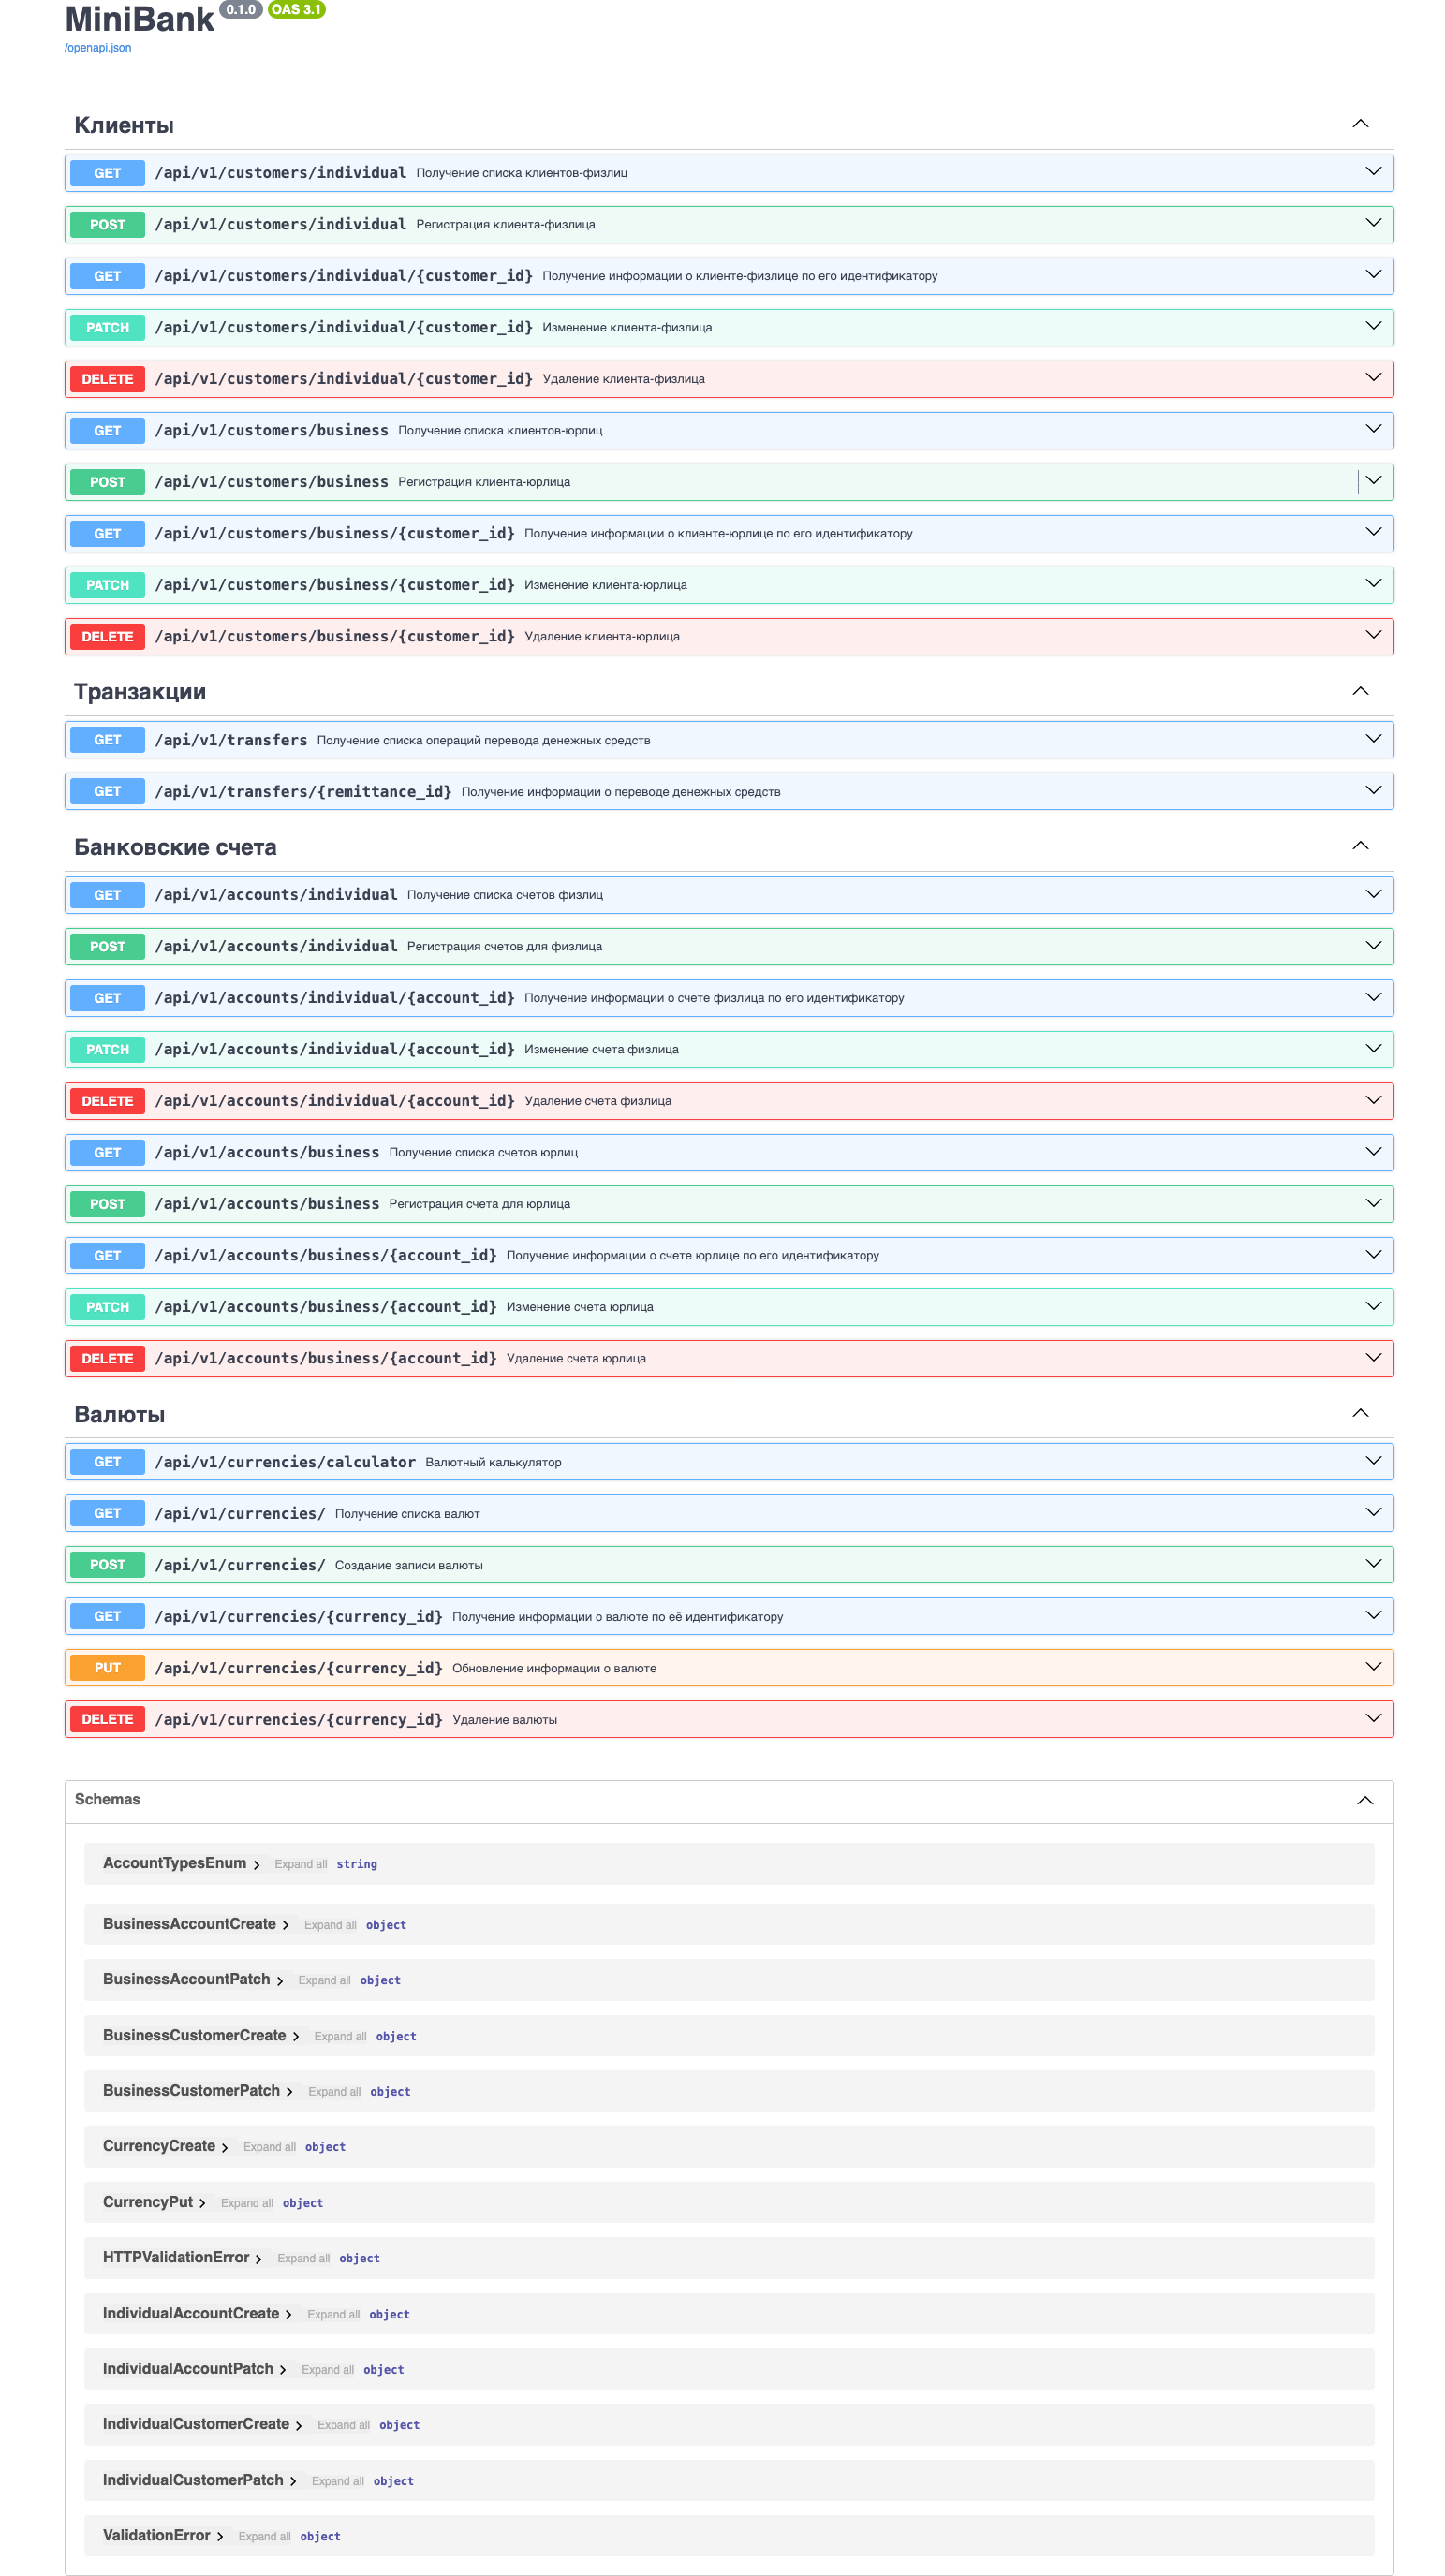 MiniBank 0.1.0 OAS 3.1
/openapi.json
Клиенты
GET /api/v1/customers/individual Получение списка клиентов-физлиц
POST /api/v1/customers/individual Регистрация клиента-физлица
GET /api/v1/customers/individual/{customer_id} Получение информации о клиенте-физлице по его идентификатору
PATCH /api/v1/customers/individual/{customer_id} Изменение клиента-физлица
DELETE /api/v1/customers/individual/{customer_id} Удаление клиента-физлица
GET /api/v1/customers/business Получение списка клиентов-юрлиц
POST /api/v1/customers/business Регистрация клиента-юрлица
GET /api/v1/customers/business/{customer_id} Получение информации о клиенте-юрлице по его идентификатору
PATCH /api/v1/customers/business/{customer_id} Изменение клиента-юрлица
DELETE /api/v1/customers/business/{customer_id} Удаление клиента-юрлица
Транзакции
GET /api/v1/transfers Получение списка операций перевода денежных средств
GET /api/v1/transfers/{remittance_id} Получение информации о переводе денежных средств
Банковские счета
GET /api/v1/accounts/individual Получение списка счетов физлиц
POST /api/v1/accounts/individual Регистрация счетов для физлица
GET /api/v1/accounts/individual/{account_id} Получение информации о счете физлица по его идентификатору
PATCH /api/v1/accounts/individual/{account_id} Изменение счета физлица
DELETE /api/v1/accounts/individual/{account_id} Удаление счета физлица
GET /api/v1/accounts/business Получение списка счетов юрлиц
POST /api/v1/accounts/business Регистрация счета для юрлица
GET /api/v1/accounts/business/{account_id} Получение информации о счете юрлице по его идентификатору
PATCH /api/v1/accounts/business/{account_id} Изменение счета юрлица
DELETE /api/v1/accounts/business/{account_id} Удаление счета юрлица
Валюты
GET /api/v1/currencies/calculator Валютный калькулятор
GET /api/v1/currencies/ Получение списка валют
POST /api/v1/currencies/ Создание записи валюты
GET /api/v1/currencies/{currency_id} Получение информации о валюте по её идентификатору
PUT /api/v1/currencies/{currency_id} Обновление информации о валюте
DELETE /api/v1/currencies/{currency_id} Удаление валюты
Schemas
AccountTypesEnum Expand all string
BusinessAccountCreate Expand all object
BusinessAccountPatch Expand all object
BusinessCustomerCreate Expand all object
BusinessCustomerPatch Expand all object
CurrencyCreate Expand all object
CurrencyPut Expand all object
HTTPValidationError Expand all object
IndividualAccountCreate Expand all object
IndividualAccountPatch Expand all object
IndividualCustomerCreate Expand all object
IndividualCustomerPatch Expand all object
ValidationError Expand all object